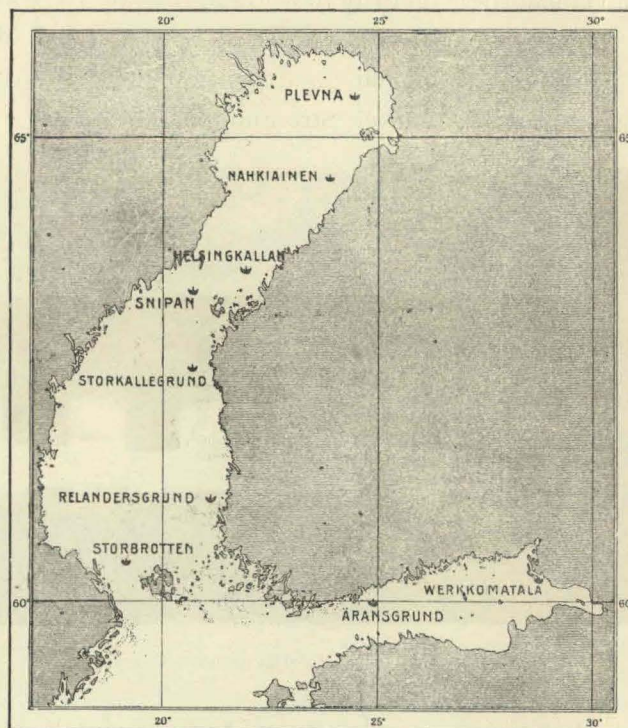 20° 25° 30°
PLEVNA
65° 65
NAHKIAINEN
HELSINGKALLAN
SNIPAN
STORKALLEGRUND
RELANDERSGRUND
STORBROTTEN
WERKKOMATALA
60° 60
ÄRANSGRUND
20° 25° 30°